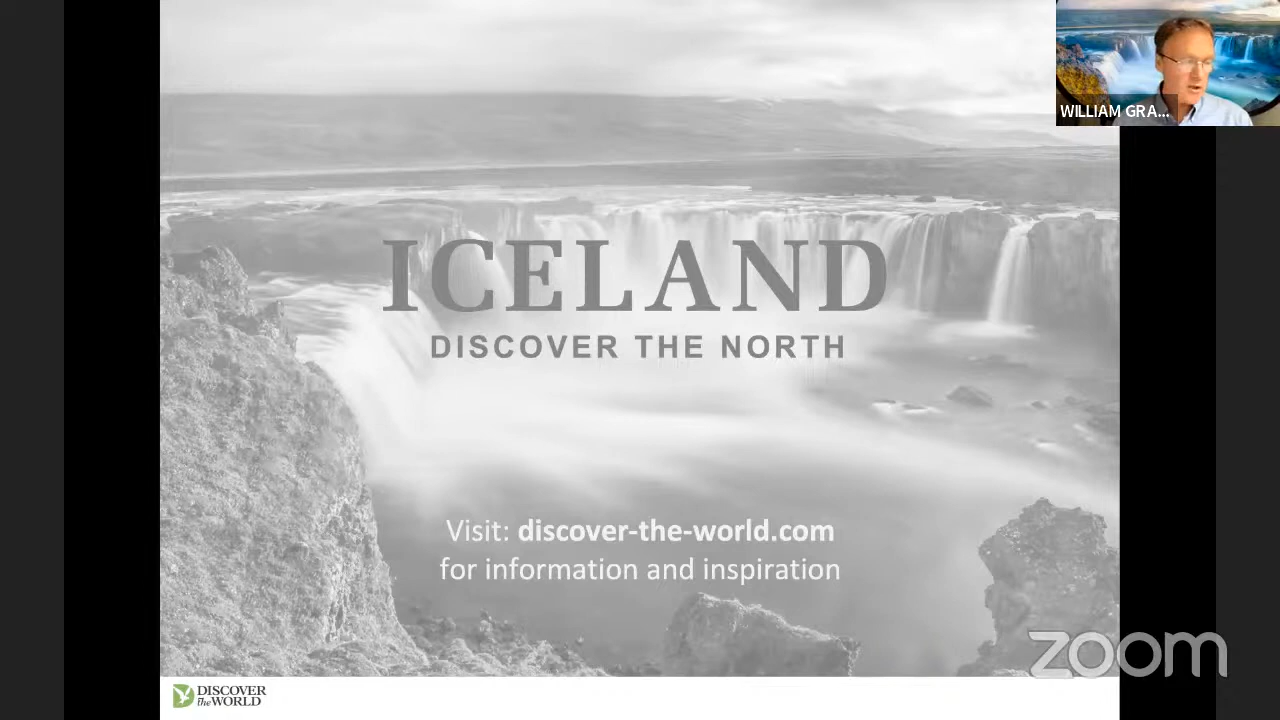 WILLIAM GRA...
ICELAND
DISCOVER THE NORTH
Visit: discover-the-world.com
for information and inspiration
zoom
DISCOVER
the WORLD